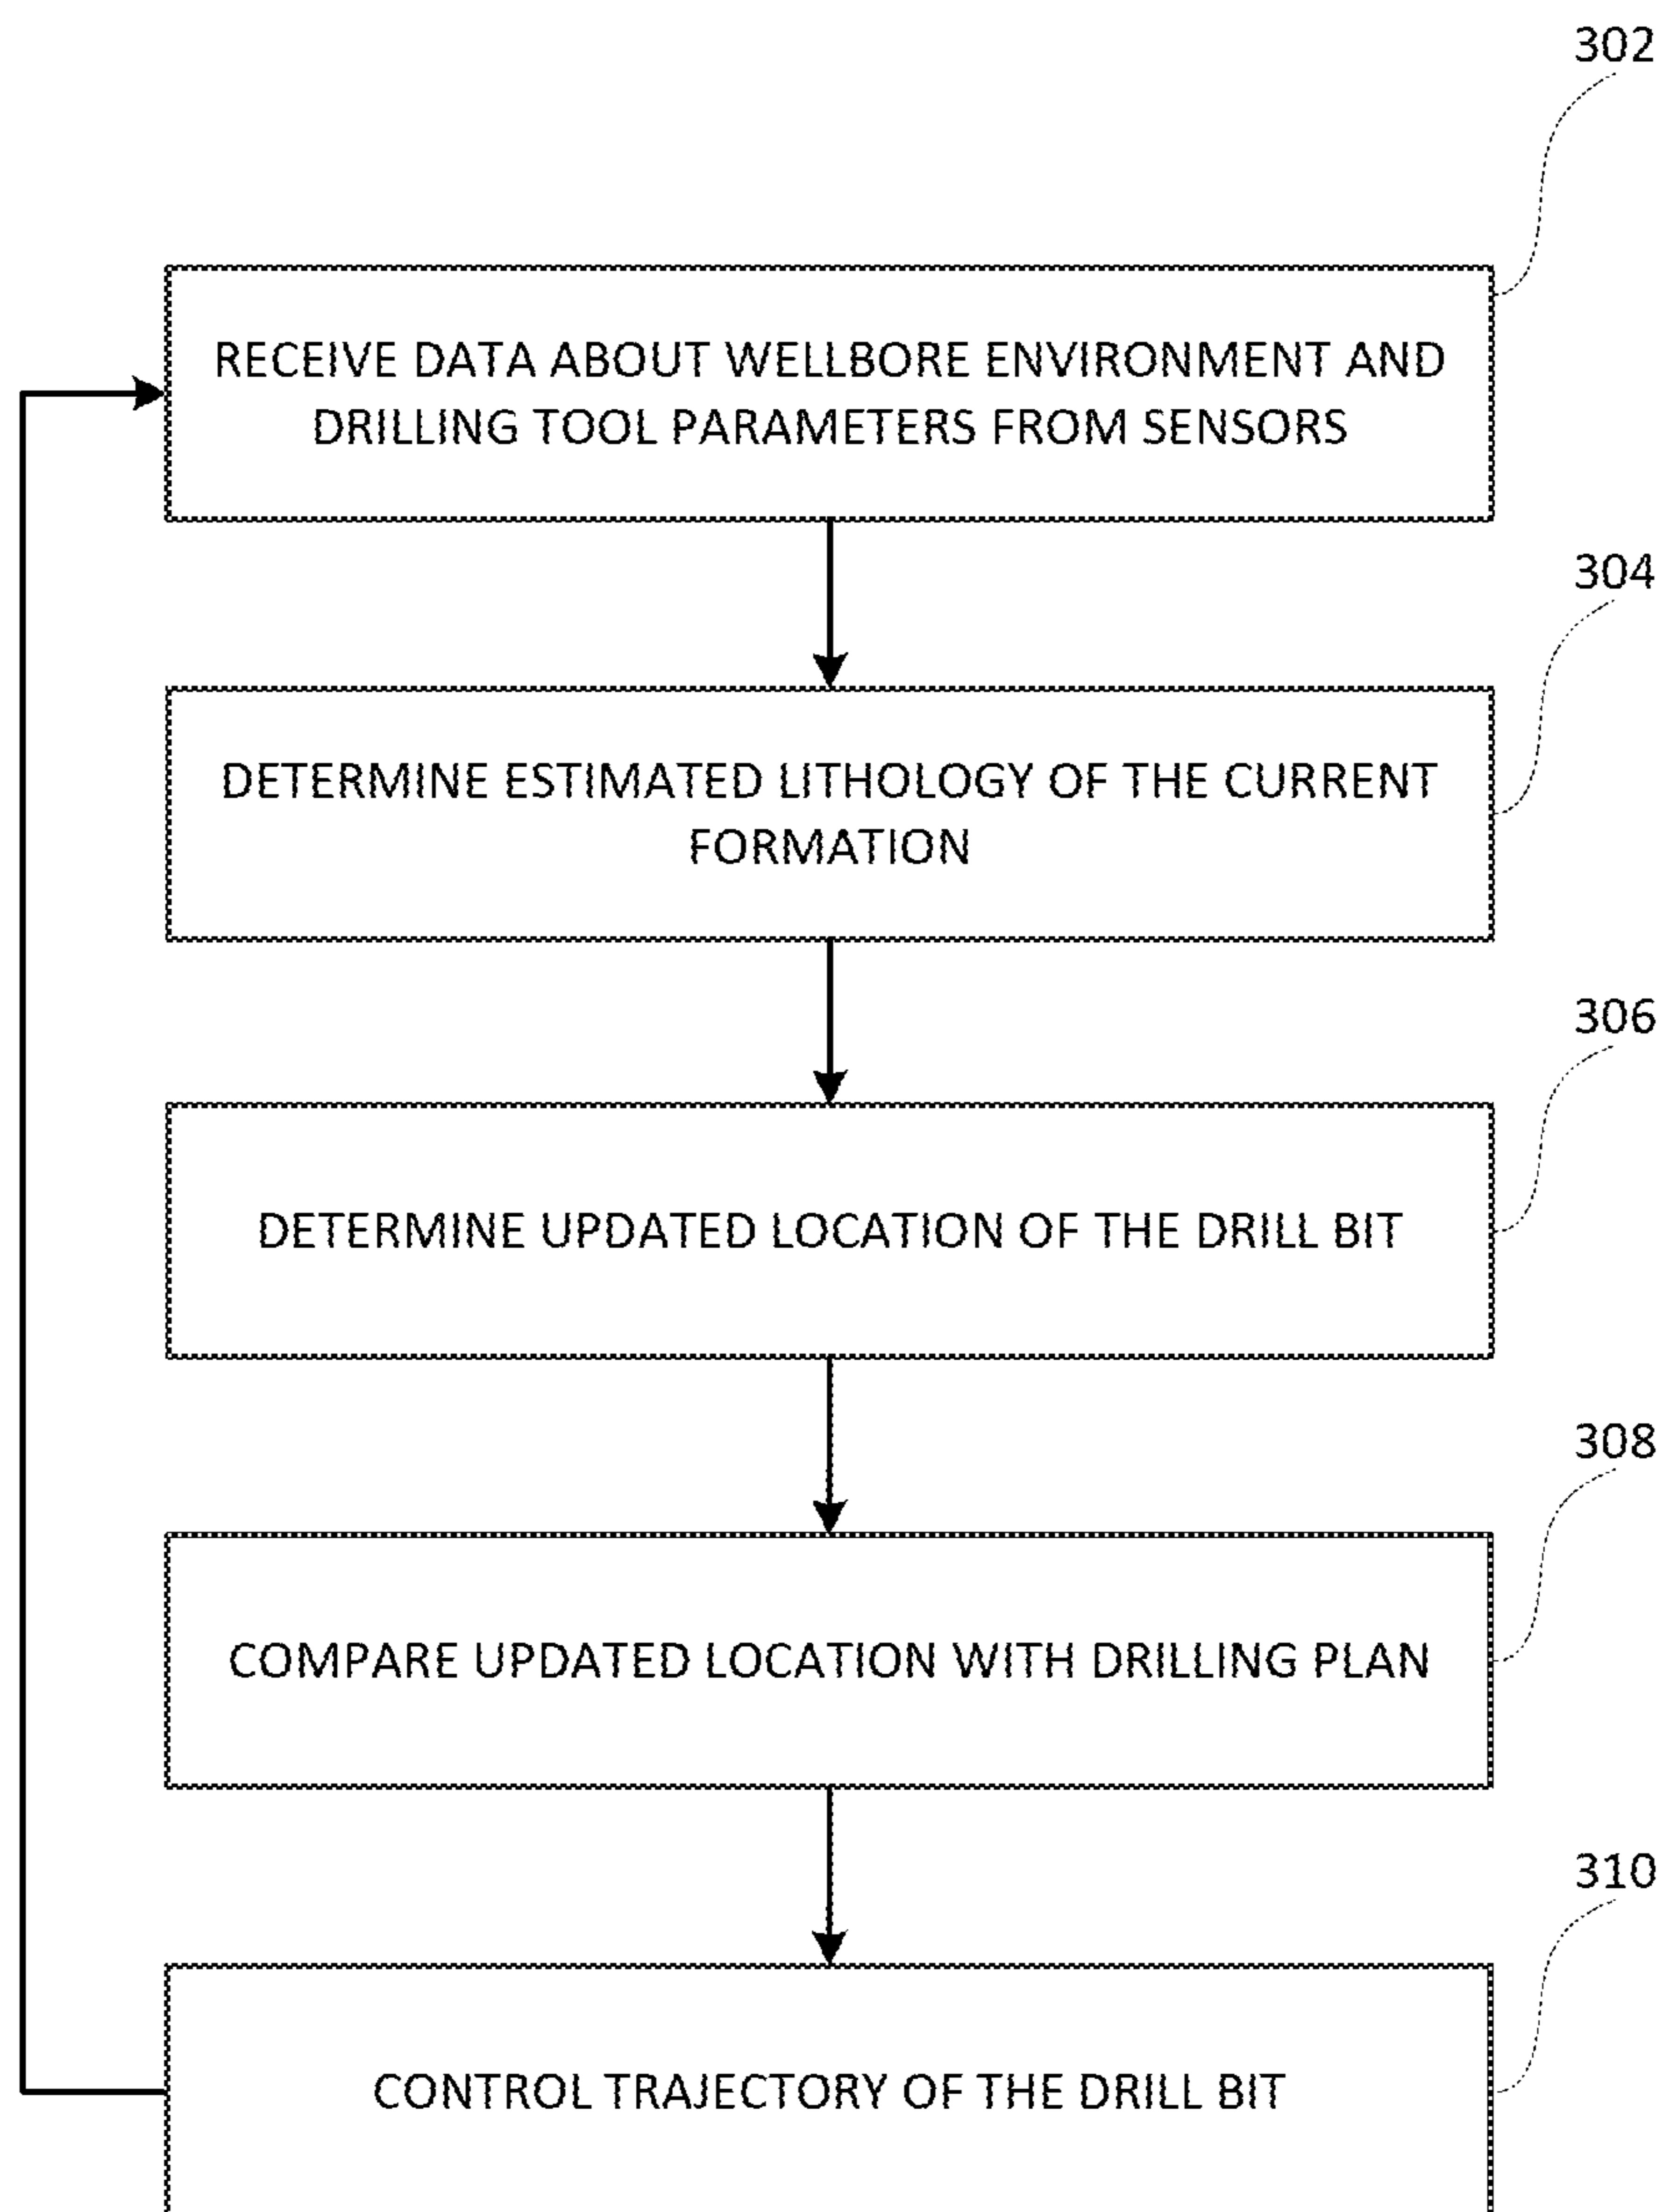 302
RECEIVE DATA ABOUT WELLBORE ENVIRONMENT AND
DRILLING TOOL PARAMETERS FROM SENSORS
304
DETERMINE ESTIMATED LITHOLOGY OF THE CURRENT
FORMATION
306
DETERMINE UPDATED LOCATION OF THE DRILL BIT
308
COMPARE UPDATED LOCATION WITH DRILLING PLAN
310
CONTROL TRAJECTORY OF THE DRILL BIT